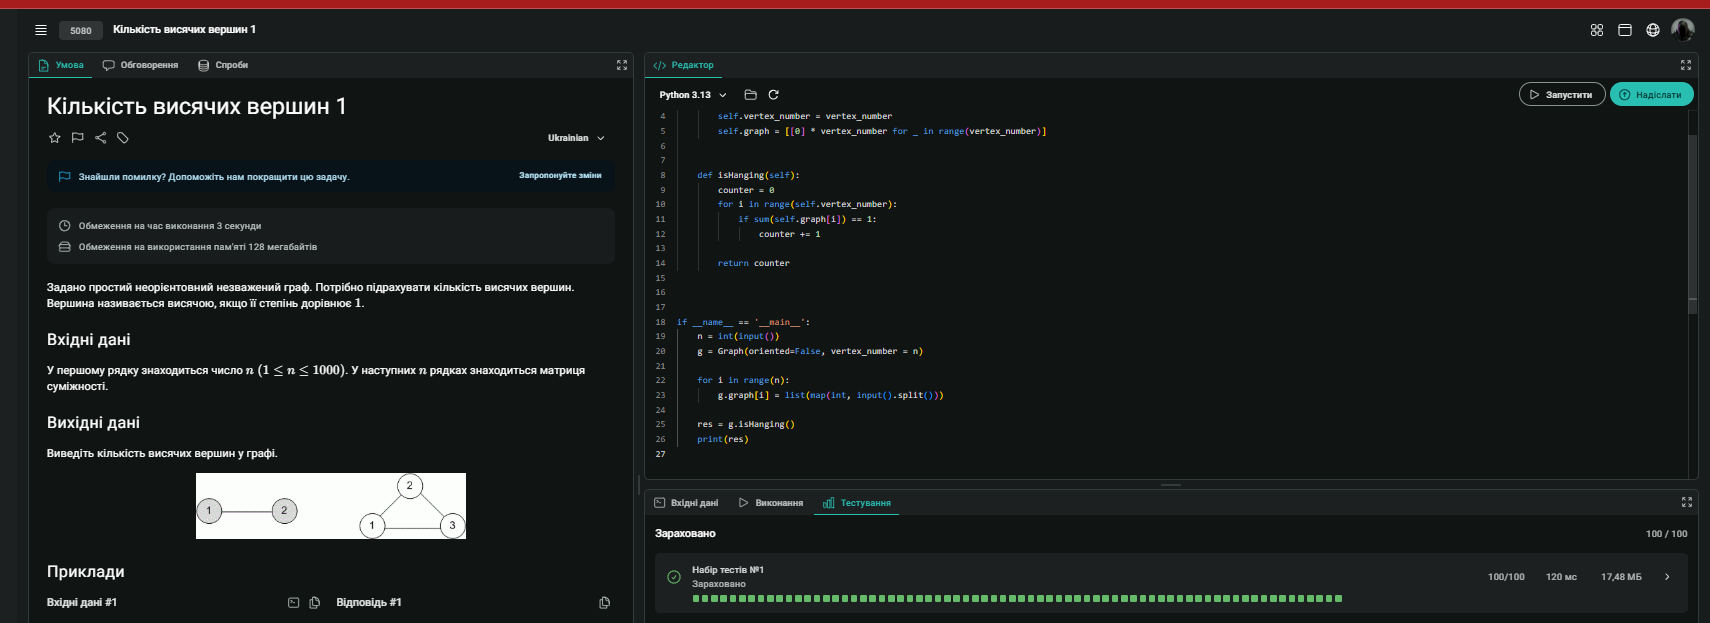 5080 Кількість висячих вершин 1
Умова Обговорення Спроби
Кількість висячих вершин 1
Ukrainian
Знайшли помилку? Допоможіть нам покращити цю задачу. Запропонуйте зміни
Обмеження на час виконання 3 секунди
Обмеження на використання пам'яті 128 мегабайтів
Задано простий неорієнтовний незважений граф. Потрібно підрахувати кількість висячих вершин.
Вершина називається висячою, якщо її степінь дорівнює 1.
Вхідні дані
У першому рядку знаходиться число n (1 ≤ n ≤ 1000). У наступних n рядках знаходиться матриця
суміжності.
Вихідні дані
Виведіть кількість висячих вершин у графі.
1 2 2 1 3
Приклади
Вхідні дані #1 Відповідь #1
Редактор
Python 3.13 Запустити Надіслати
4 self.vertex_number = vertex_number
5 self.graph = [[0] * vertex_number for _ in range(vertex_number)]
6
7
8 def isHanging(self):
9 counter = 0
10 for i in range(self.vertex_number):
11 if sum(self.graph[i]) == 1:
12 counter += 1
13
14 return counter
15
16
17
18 if __name__ == '__main__':
19 n = int(input())
20 g = Graph(oriented=False, vertex_number = n)
21
22 for i in range(n):
23 g.graph[i] = list(map(int, input().split()))
24
25 res = g.isHanging()
26 print(res)
27
Вхідні дані Виконання Тестування
Зараховано 100 / 100
Набір тестів №1
Зараховано
100/100 120 мс 17,48 МБ